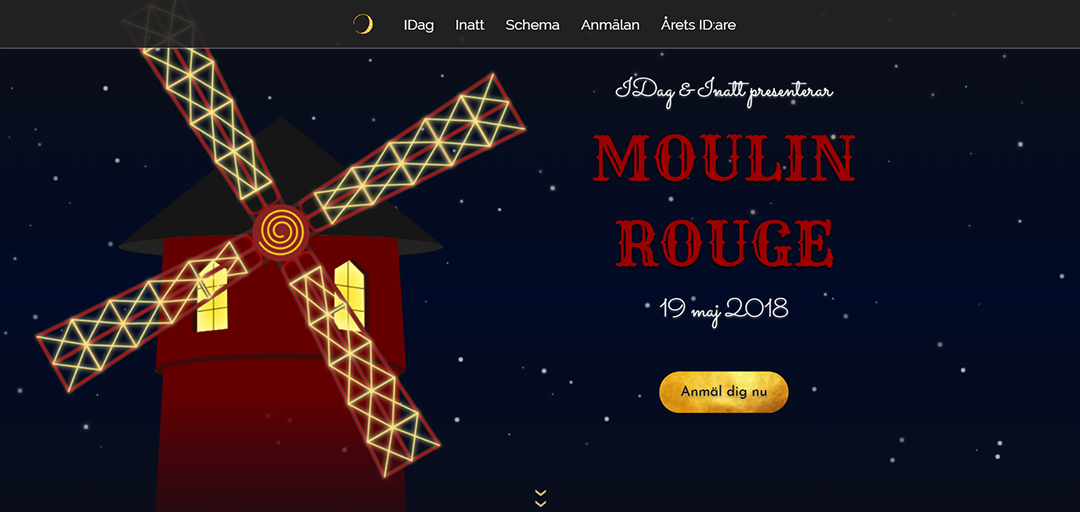 IDag Inatt Schema Anmälan Årets ID:are
IDag & Inatt presenterar
MOULIN
ROUGE
19 maj 2018
Anmäl dig nu